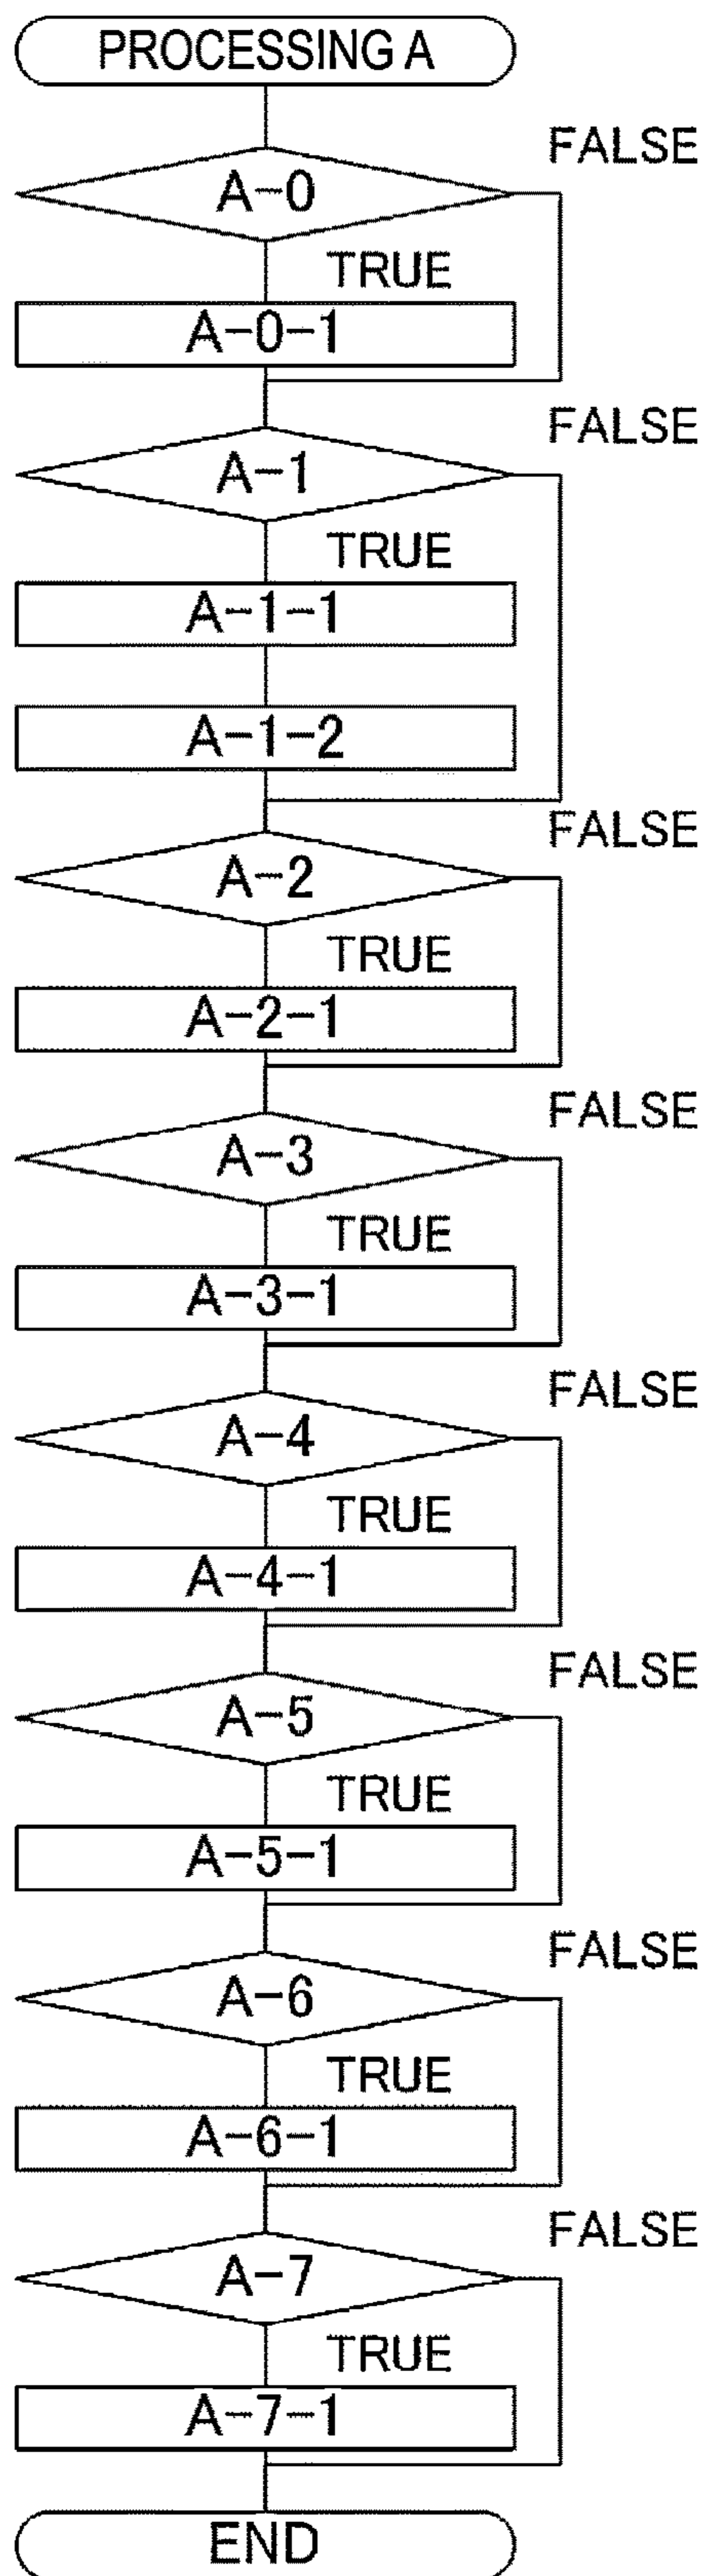 PROCESSING A
FALSE
A-0
TRUE
A-0-1
FALSE
A-1
TRUE
A-1-1
A-1-2
FALSE
A-2
TRUE
A-2-1
FALSE
A-3
TRUE
A-3-1
FALSE
A-4
TRUE
A-4-1
FALSE
A-5
TRUE
A-5-1
FALSE
A-6
TRUE
A-6-1
FALSE
A-7
TRUE
A-7-1
END